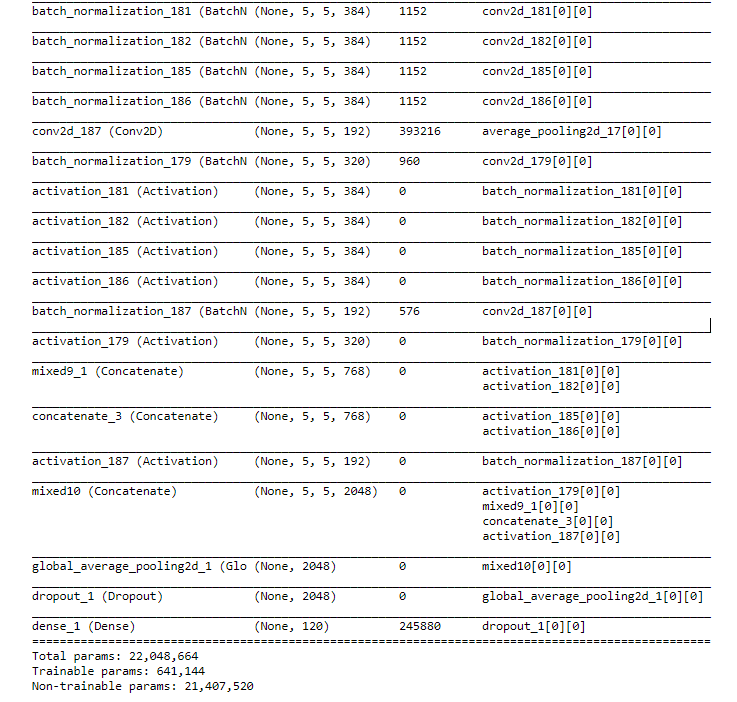 batch_normalization_181 (BatchN (None, 5, 5, 384) 1152 conv2d_181[0][0]
batch_normalization_182 (BatchN (None, 5, 5, 384) 1152 conv2d_182[0][0]
batch_normalization_185 (BatchN (None, 5, 5, 384) 1152 conv2d_185[0][0]
batch_normalization_186 (BatchN (None, 5, 5, 384) 1152 conv2d_186[0][0]
conv2d_187 (Conv2D) (None, 5, 5, 192) 393216 average_pooling2d_17[0][0]
batch_normalization_179 (BatchN (None, 5, 5, 320) 960 conv2d_179[0][0]
activation_181 (Activation) (None, 5, 5, 384) 0 batch_normalization_181[0][0]
activation_182 (Activation) (None, 5, 5, 384) 0 batch_normalization_182[0][0]
activation_185 (Activation) (None, 5, 5, 384) 0 batch_normalization_185[0][0]
activation_186 (Activation) (None, 5, 5, 384) 0 batch_normalization_186[0][0]
batch_normalization_187 (BatchN (None, 5, 5, 192) 576 conv2d_187[0][0]
activation_179 (Activation) (None, 5, 5, 320) 0 batch_normalization_179[0][0]
mixed9_1 (Concatenate) (None, 5, 5, 768) 0 activation_181[0][0]
activation_182[0][0]
concatenate_3 (Concatenate) (None, 5, 5, 768) 0 activation_185[0][0]
activation_186[0][0]
activation_187 (Activation) (None, 5, 5, 192) 0 batch_normalization_187[0][0]
mixed10 (Concatenate) (None, 5, 5, 2048) 0 activation_179[0][0]
mixed9_1[0][0]
concatenate_3[0][0]
activation_187[0][0]
global_average_pooling2d_1 (Glo (None, 2048) 0 mixed10[0][0]
dropout_1 (Dropout) (None, 2048) 0 global_average_pooling2d_1[0][0]
dense_1 (Dense) (None, 120) 245880 dropout_1[0][0]
Total params: 22,048,664
Trainable params: 641,144
Non-trainable params: 21,407,520